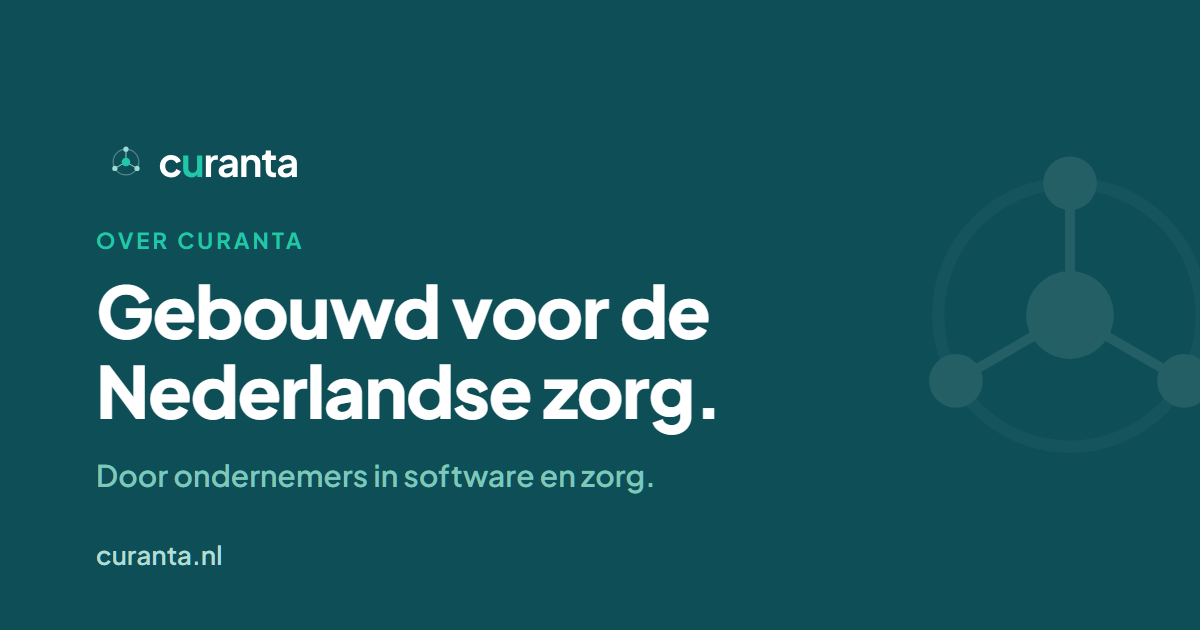 curanta
OVER CURANTA
Gebouwd voor de
Nederlandse zorg.
Door ondernemers in software en zorg.
curanta.nl